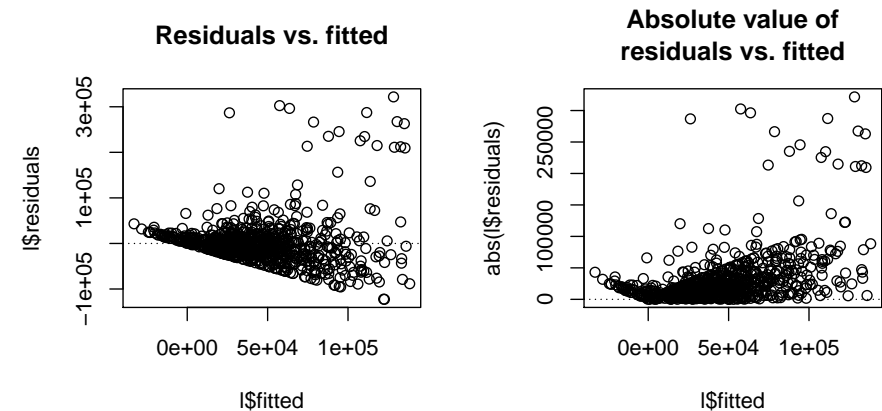 Residuals vs. fitted
l$residuals
3e+05
1e+05
−1e+05
0e+00 5e+04 1e+05
l$fitted
Absolute value of
residuals vs. fitted
abs(l$residuals)
250000
100000
0
0e+00 5e+04 1e+05
l$fitted